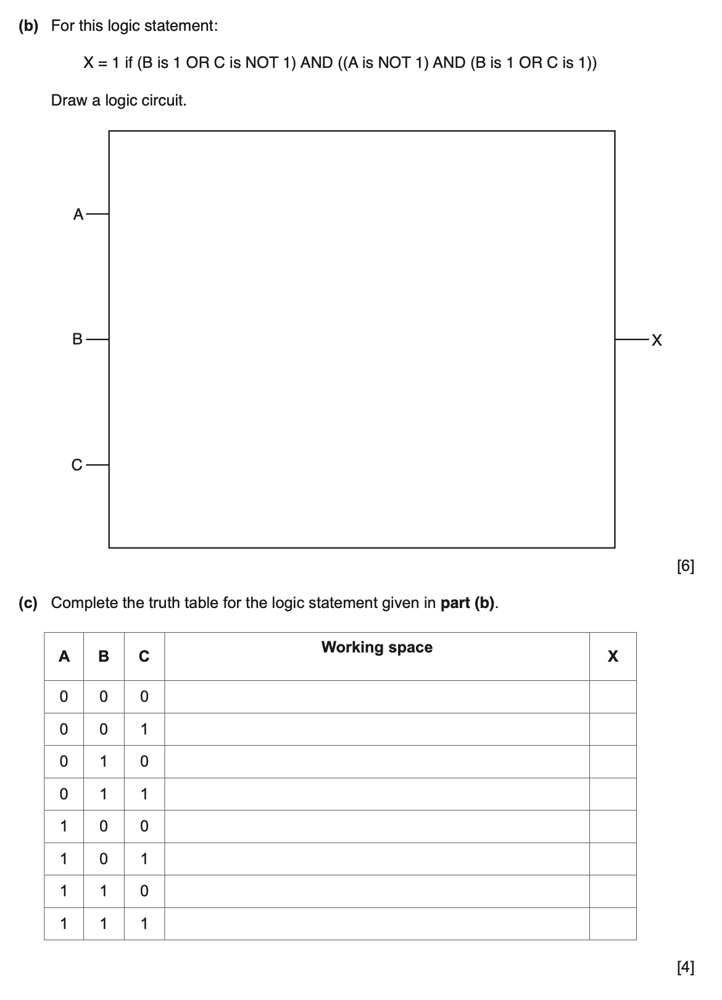 (b) For this logic statement:
X = 1 if (B is 1 OR C is NOT 1) AND ((A is NOT 1) AND (B is 1 OR C is 1))
Draw a logic circuit.
A
B
X
C
[6]
(c) Complete the truth table for the logic statement given in part (b).
A B C Working space X
0 0 0
0 0 1
0 1 0
0 1 1
1 0 0
1 0 1
1 1 0
1 1 1
[4]